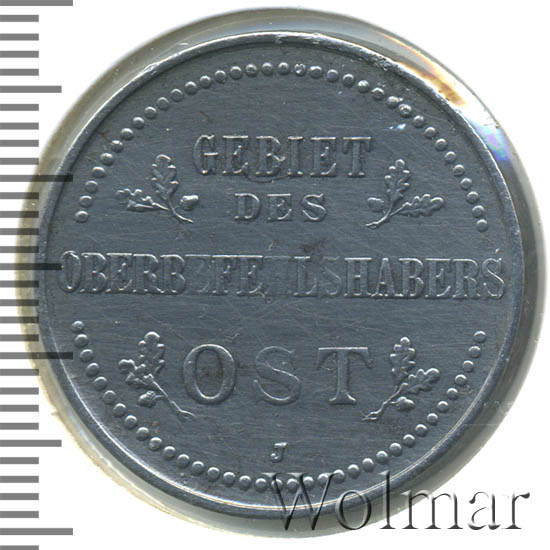 GEBIET
DES
OBERBEFEHLSHABERS
OST
J
Wolmar